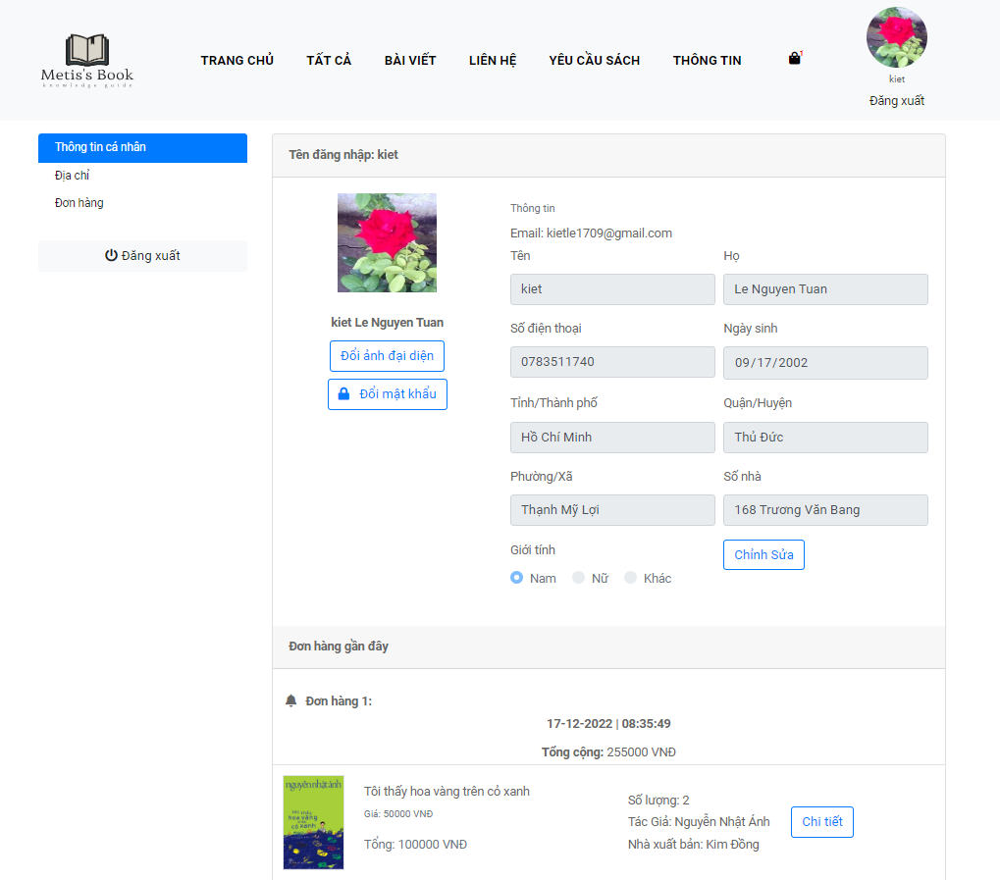 Metis's Book
knowledge guide
TRANG CHỦ
TẤT CẢ
BÀI VIẾT
LIÊN HỆ
YÊU CẦU SÁCH
THÔNG TIN
1
kiet
Đăng xuất
Thông tin cá nhân
Địa chỉ
Đơn hàng
Đăng xuất
Tên đăng nhập: kiet
kiet Le Nguyen Tuan
Đổi ảnh đại diện
Đổi mật khẩu
Thông tin
Email: kietle1709@gmail.com
Tên Họ
kiet Le Nguyen Tuan
Số điện thoại Ngày sinh
0783511740 09/17/2002
Tỉnh/Thành phố Quận/Huyện
Hồ Chí Minh Thủ Đức
Phường/Xã Số nhà
Thạnh Mỹ Lợi 168 Trương Văn Bang
Giới tính Chỉnh Sửa
Nam Nữ Khác
Đơn hàng gần đây
Đơn hàng 1:
17-12-2022 | 08:35:49
Tổng cộng: 255000 VNĐ
nguyễn nhật ánh
tôi thấy
hoa vàng
trên
cỏ xanh
Tôi thấy hoa vàng trên cỏ xanh
Giá: 50000 VNĐ
Tổng: 100000 VNĐ
Số lượng: 2
Tác Giả: Nguyễn Nhật Ánh
Nhà xuất bản: Kim Đồng
Chi tiết